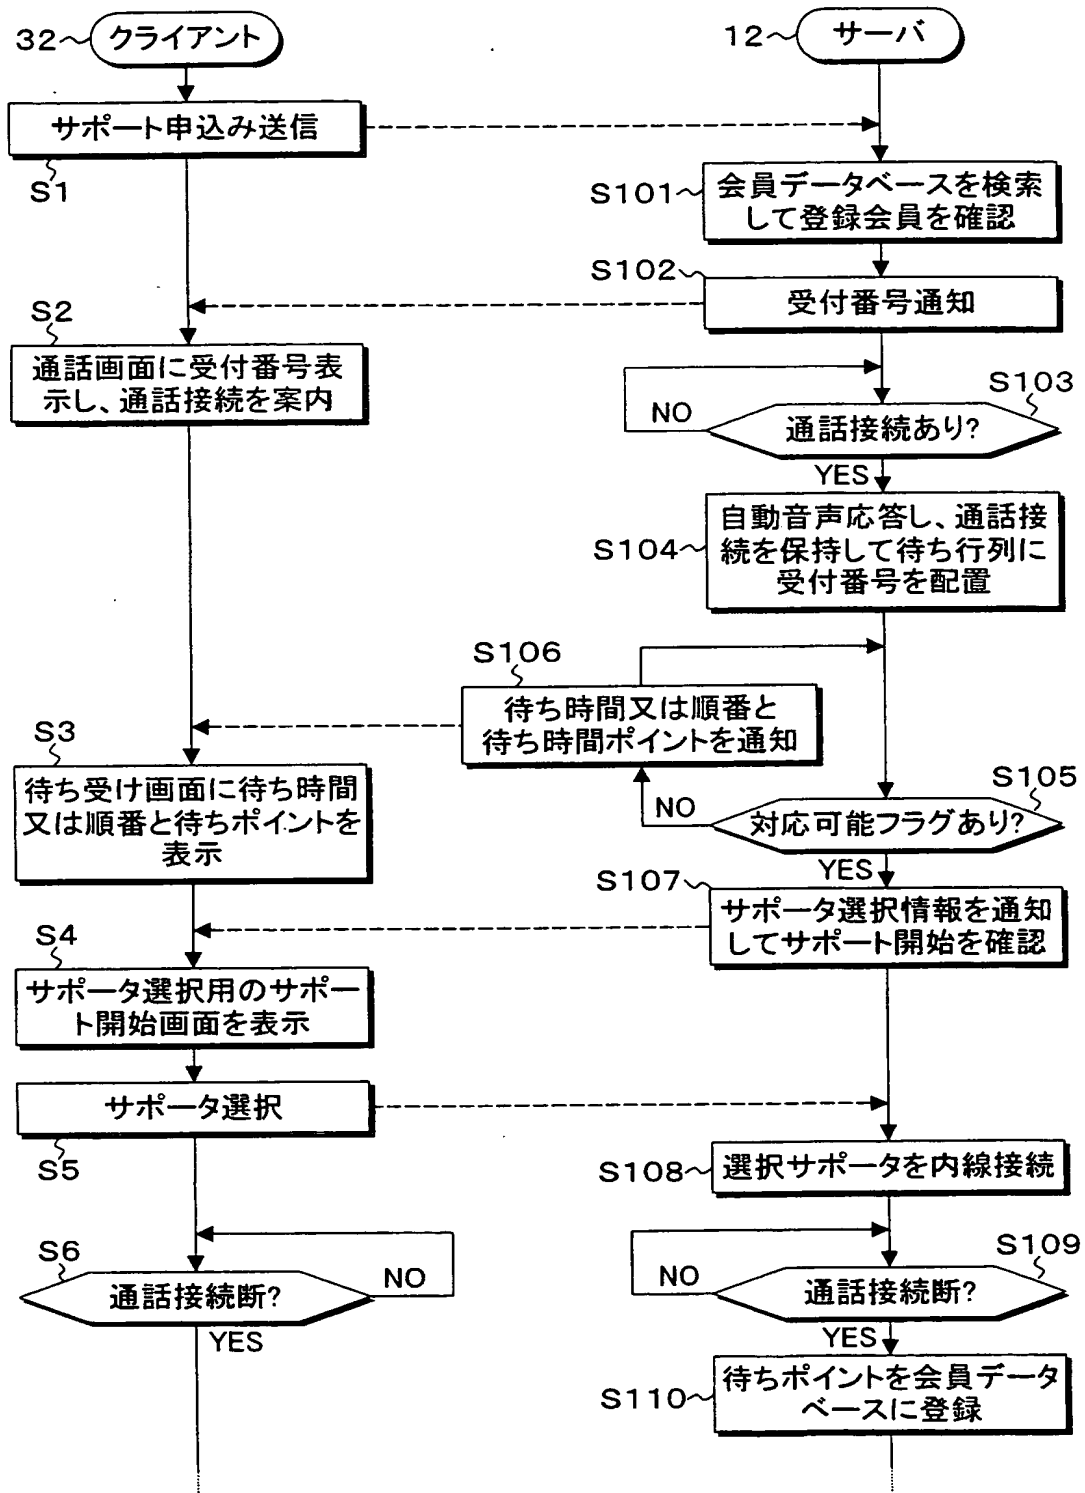 32
クライアント
12
サーバ
サポート申込み送信
S1
S101
会員データベースを検索
して登録会員を確認
S102
受付番号通知
S2
通話画面に受付番号表
示し、通話接続を案内
S103
NO
通話接続あり?
YES
S104
自動音声応答し、通話接
続を保持して待ち行列に
受付番号を配置
S106
待ち時間又は順番と
待ち時間ポイントを通知
S3
待ち受け画面に待ち時間
又は順番と待ちポイントを
表示
S105
NO
対応可能フラグあり?
YES
S107
サポータ選択情報を通知
してサポート開始を確認
S4
サポータ選択用のサポー
ト開始画面を表示
サポータ選択
S5
S108
選択サポータを内線接続
S6
通話接続断?
NO
YES
S109
NO
通話接続断?
YES
S110
待ちポイントを会員データ
ベースに登録